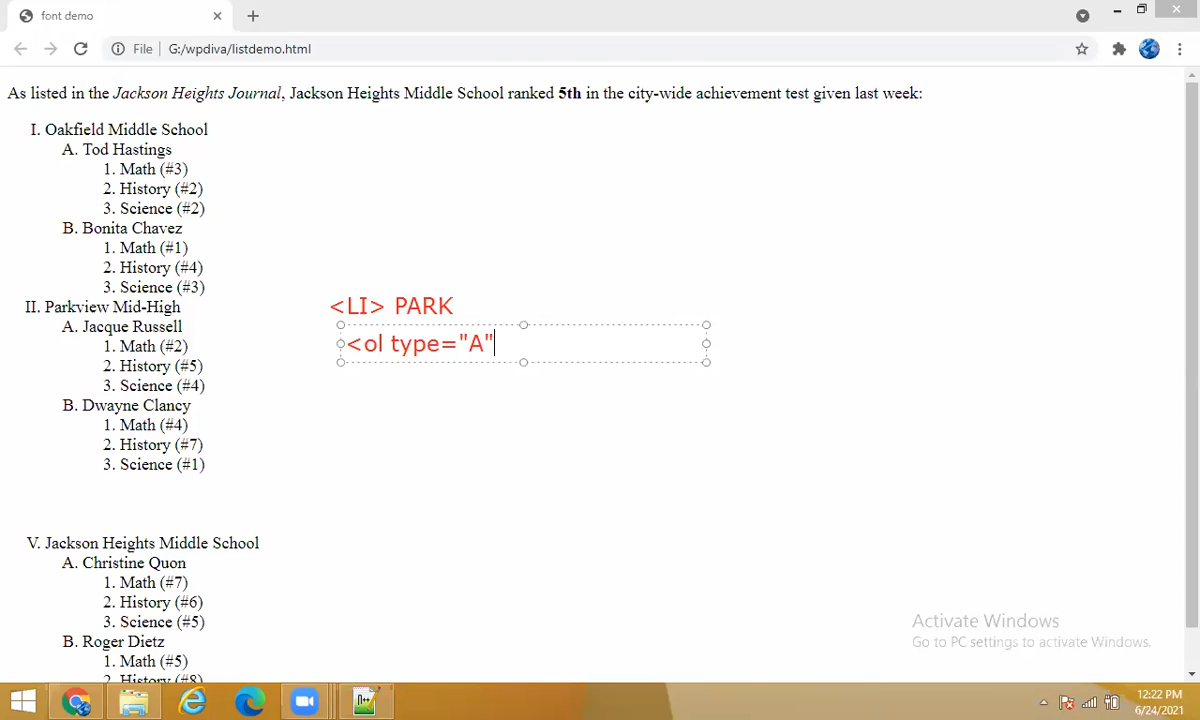 font demo
File G:/wpdiva/listdemo.html
As listed in the Jackson Heights Journal, Jackson Heights Middle School ranked 5th in the city-wide achievement test given last week:
I. Oakfield Middle School
A. Tod Hastings
1. Math (#3)
2. History (#2)
3. Science (#2)
B. Bonita Chavez
1. Math (#1)
2. History (#4)
3. Science (#3)
II. Parkview Mid-High
A. Jacque Russell
1. Math (#2)
2. History (#5)
3. Science (#4)
B. Dwayne Clancy
1. Math (#4)
2. History (#7)
3. Science (#1)
<LI> PARK
<ol type="A"
V. Jackson Heights Middle School
A. Christine Quon
1. Math (#7)
2. History (#6)
3. Science (#5)
B. Roger Dietz
1. Math (#5)
2. History (#8)
Activate Windows
Go to PC settings to activate Windows.
12:22 PM
6/24/2021